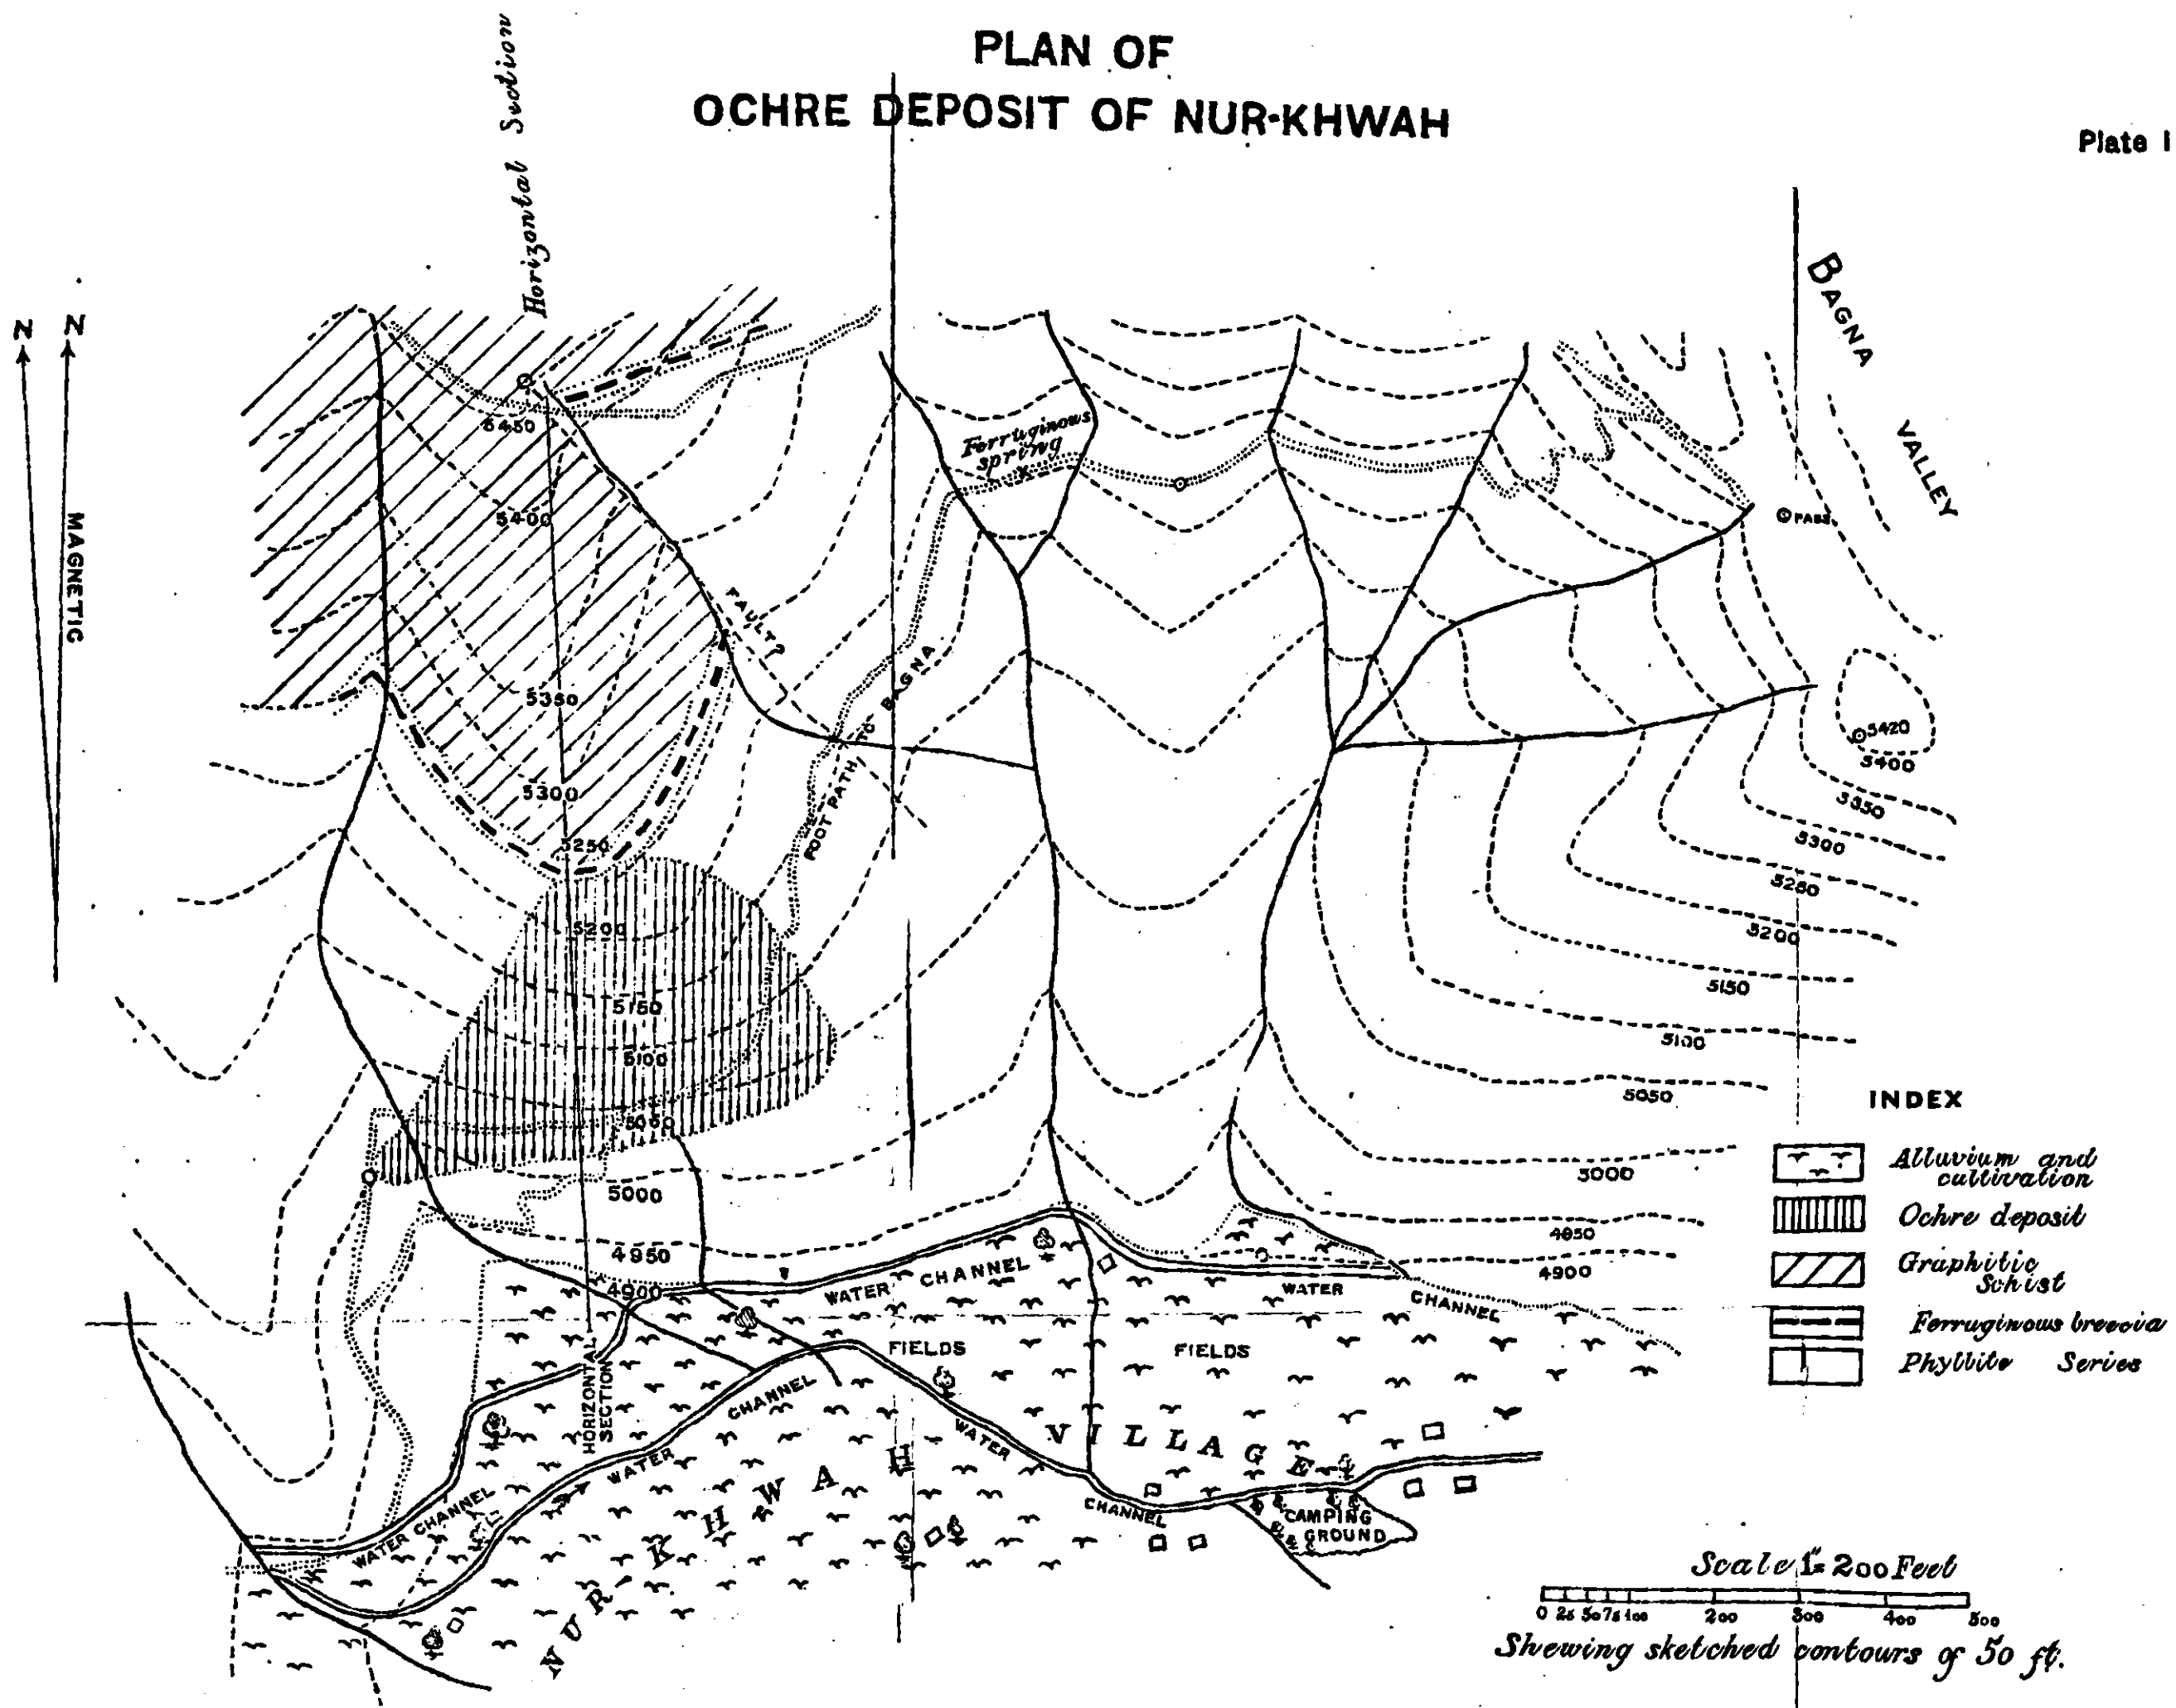 PLAN OF
OCHRE DEPOSIT OF NUR-KHWAH
Plate 1
Horizontal Section
N N
MAGNETIC
BAGNA
VALLEY
Ferruginous
spring
PASS
FAULT?
FOOT PATH TO BAGNA
5450
5400
5350
5300
5250
5200
5150
5100
5050
5000
4950
4900
5420
5400
5350
5300
5250
5200
5150
5100
5050
5000
4950
4900
WATER CHANNEL
WATER CHANNEL
FIELDS
FIELDS
HORIZONTAL
SECTION
WATER CHANNEL
WATER CHANNEL
WATER CHANNEL
NUR-KHWAH
VILLAGE
CAMPING
GROUND
INDEX
Alluvium and
cultivation
Ochre deposit
Graphitic
Schist
Ferruginous breccia
Phyllite Series
Scale 1"= 200 Feet
0 25 50 75 100 200 300 400 500
Shewing sketched contours of 50 ft.